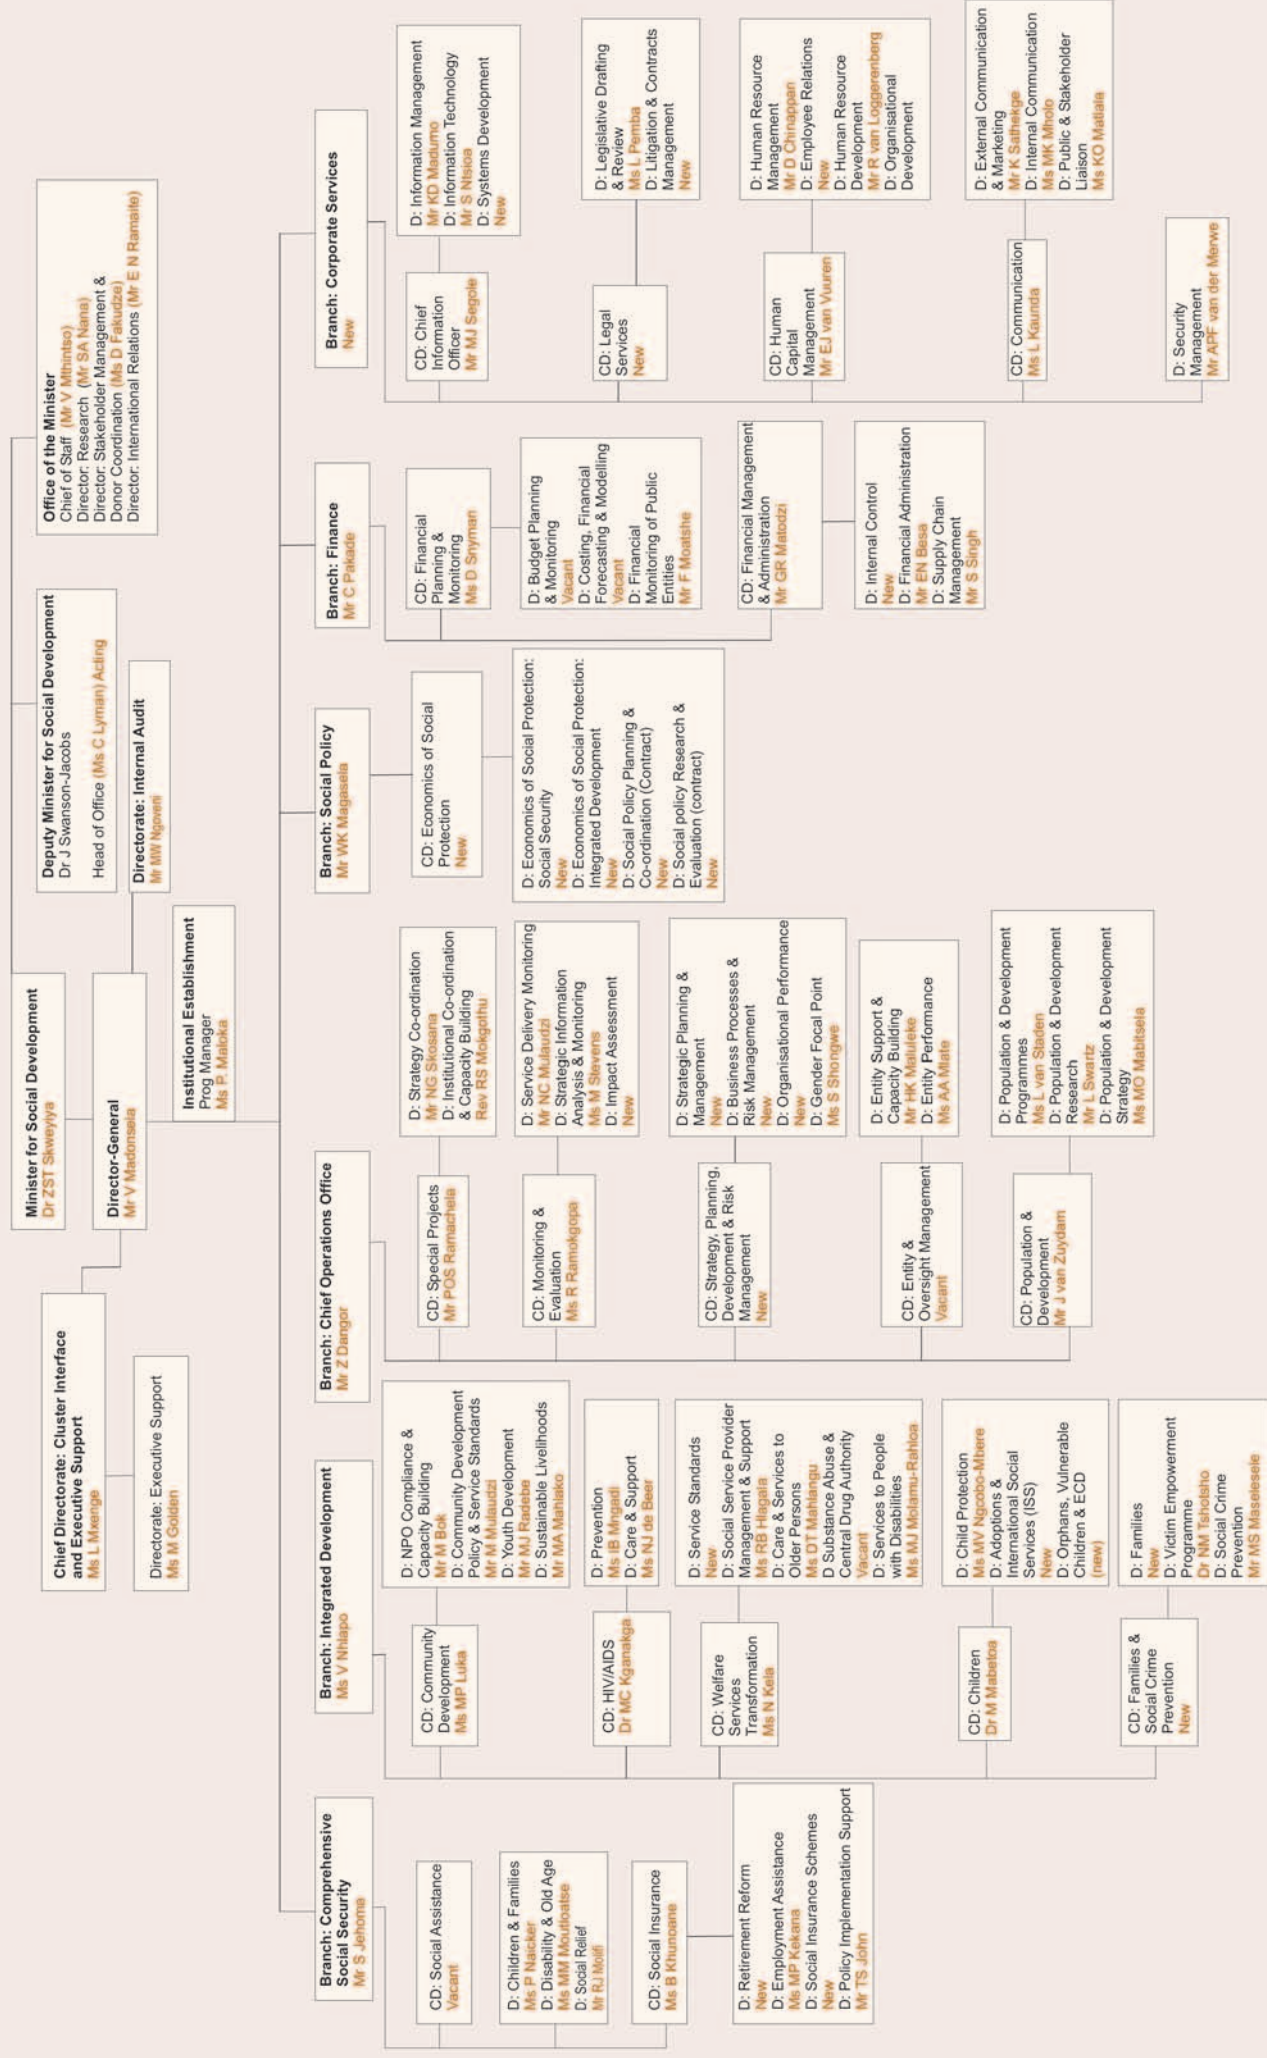 Minister for Social Development
Dr ZST Skweyiya
Deputy Minister for Social Development
Dr J Swanson-Jacobs
Head of Office (Ms C Lyman) Acting
Office of the Minister
Chief of Staff (Mr V Mthintso)
Director: Research (Mr SA Nana)
Director: Stakeholder Management &
Donor Coordination (Ms D Fakudze)
Director: International Relations (Mr E N Ramaite)
Chief Directorate: Cluster Interface
and Executive Support
Ms L Mxenge
Director-General
Mr V Madonsela
Directorate: Internal Audit
Mr MW Ngoveni
Directorate: Executive Support
Ms M Golden
Institutional Establishment
Prog Manager
Ms P. Maloka
Branch: Comprehensive
Social Security
Mr S Jehoma
CD: Social Assistance
Vacant
D: Children & Families
Ms P Naicker
D: Disability & Old Age
Ms MM Moutloatse
D: Social Relief
Mr RJ Molifi
CD: Social Insurance
Ms B Khunoane
D: Retirement Reform
New
D: Employment Assistance
Ms MP Kekana
D: Social Insurance Schemes
New
D: Policy Implementation Support
Mr TS John
Branch: Integrated Development
Ms V Nhlapo
CD: Community
Development
Ms MP Luka
D: NPO Compliance &
Capacity Building
Mr M Bok
D: Community Development
Policy & Service Standards
Mr M Mulaudzi
D: Youth Development
Mr MJ Radebe
D: Sustainable Livelihoods
Mr MA Mahlako
CD: HIV/AIDS
Dr MC Kganakga
D: Prevention
Ms IB Mngadi
D: Care & Support
Ms NJ de Beer
CD: Welfare
Services
Transformation
Ms N Kela
D: Service Standards
New
D: Social Service Provider
Management & Support
Ms RB Hlagala
D: Care & Services to
Older Persons
Ms DT Mahlangu
D Substance Abuse &
Central Drug Authority
Vacant
D: Services to People
with Disabilities
Ms MJ Molamu-Rahloa
CD: Children
Dr M Mabetoa
D: Child Protection
Ms MV Ngcobo-Mbere
D: Adoptions &
International Social
Services (ISS)
New
D: Orphans, Vulnerable
Children & ECD
(new)
CD: Families &
Social Crime
Prevention
New
D: Families
New
D: Victim Empowerment
Programme
Dr NM Tshotsho
D: Social Crime
Prevention
Mr MS Maselesele
Branch: Chief Operations Office
Mr Z Dangor
CD: Special Projects
Mr POS Ramachela
D: Strategy Co-ordination
Mr NG Skosana
D: Institutional Co-ordination
& Capacity Building
Rev RS Mokgothu
CD: Monitoring &
Evaluation
Ms R Ramokgopa
D: Service Delivery Monitoring
Mr NC Mulaudzi
D: Strategic Information
Analysis & Monitoring
Ms M Stevens
D: Impact Assessment
New
CD: Strategy, Planning,
Development & Risk
Management
New
D: Strategic Planning &
Management
New
D: Business Processes &
Risk Management
New
D: Organisational Performance
New
D: Gender Focal Point
Ms S Shongwe
CD: Entity &
Oversight Management
Vacant
D: Entity Support &
Capacity Building
Mr HK Maluleke
D: Entity Performance
Ms AA Mlate
CD: Population &
Development
Mr J van Zuydam
D: Population & Development
Programmes
Ms L van Staden
D: Population & Development
Research
Mr L Swartz
D: Population & Development
Strategy
Ms MO Mabitsela
Branch: Social Policy
Mr WK Magasela
CD: Economics of Social
Protection
New
D: Economics of Social Protection:
Social Security
New
D: Economics of Social Protection:
Integrated Development
New
D: Social Policy Planning &
Co-ordination (Contract)
New
D: Social policy Research &
Evaluation (contract)
New
Branch: Finance
Mr C Pakade
CD: Financial
Planning &
Monitoring
Ms D Snyman
D: Budget Planning
& Monitoring
Vacant
D: Costing, Financial
Forecasting & Modelling
Vacant
D: Financial
Monitoring of Public
Entities
Mr F Moatshe
CD: Financial Management
& Administration
Mr GR Matodzi
D: Internal Control
New
D: Financial Administration
Mr EN Besa
D: Supply Chain
Management
Mr S Singh
Branch: Corporate Services
New
CD: Chief
Information
Officer
Mr MJ Segole
D: Information Management
Mr KD Madumo
D: Information Technology
Mr S Ntsioa
D: Systems Development
New
CD: Legal
Services
New
D: Legislative Drafting
& Review
Ms L Pemba
D: Litigation & Contracts
Management
New
CD: Human
Capital
Management
Mr EJ van Vuuren
D: Human Resource
Management
Mr D Chinappan
D: Employee Relations
New
D: Human Resource
Development
Mr R van Loggerenberg
D: Organisational
Development
CD: Communication
Ms L Kaunda
D: External Communication
& Marketing
Mr K Sathekge
D: Internal Communication
Ms MK Mholo
D: Public & Stakeholder
Liaison
Ms KO Matlala
D: Security
Management
Mr APF van der Merwe